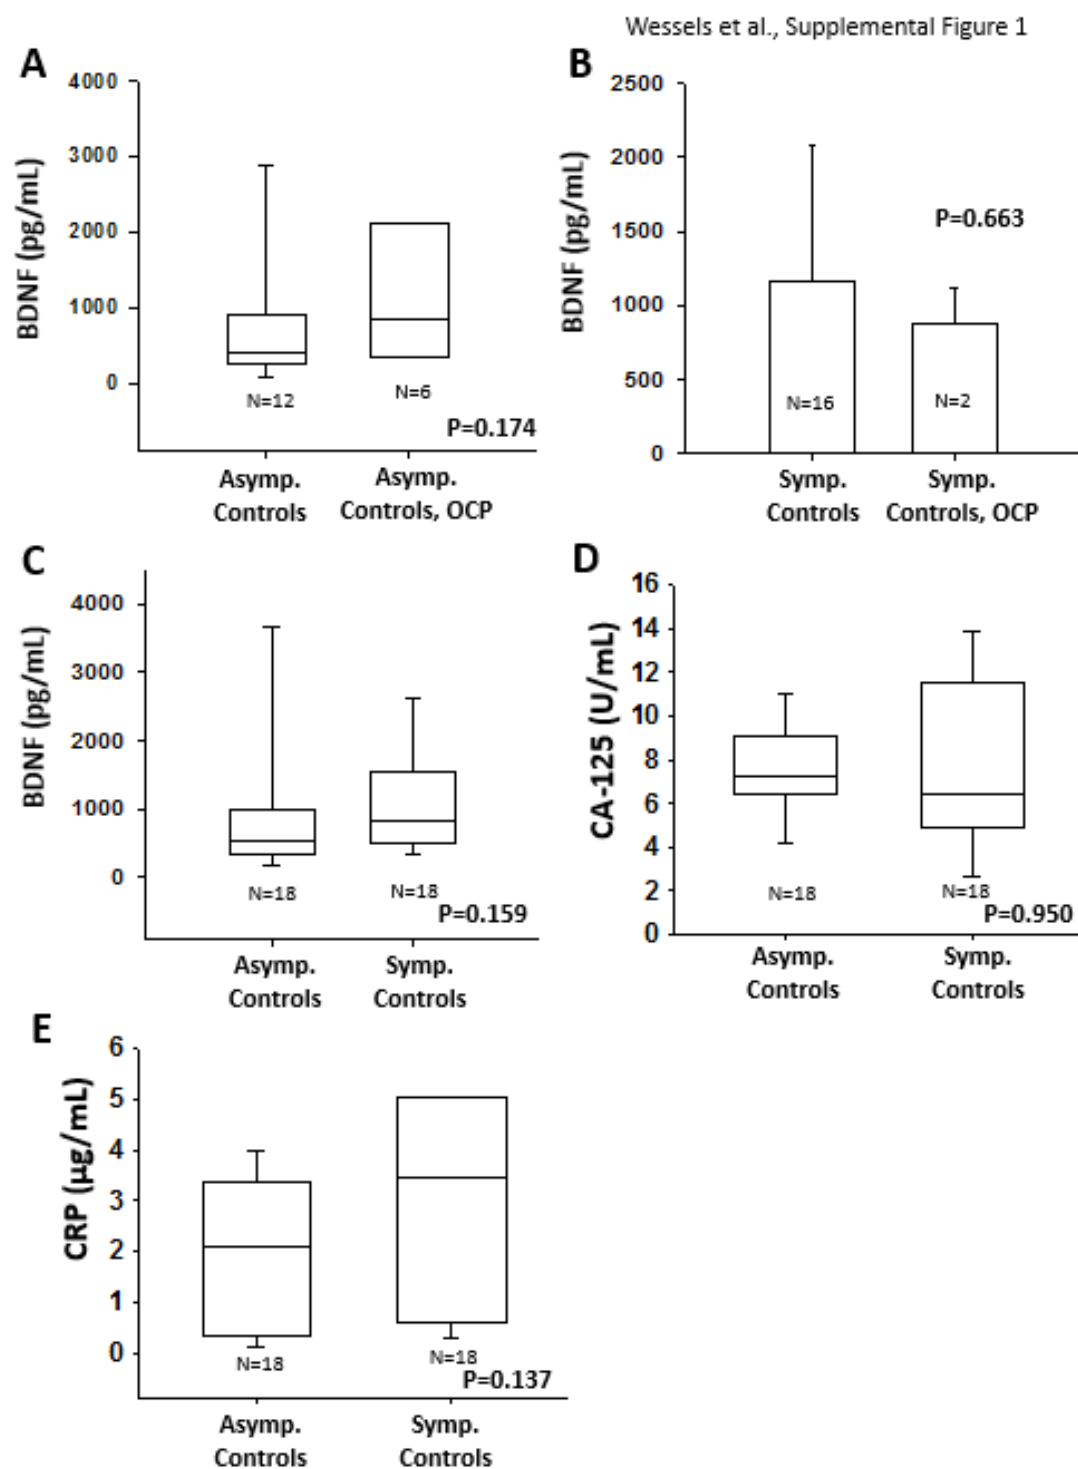 Wessels et al., Supplemental Figure 1
A
4000
3000
2000
1000
0
BDNF (pg/mL)
N=12
N=6
P=0.174
Asymp.
Controls
Asymp.
Controls, OCP
B
2500
2000
1500
1000
500
0
BDNF (pg/mL)
P=0.663
N=16
N=2
Symp.
Controls
Symp.
Controls, OCP
C
4000
3000
2000
1000
0
BDNF (pg/mL)
N=18
N=18
P=0.159
Asymp.
Controls
Symp.
Controls
D
16
14
12
10
8
6
4
2
0
CA-125 (U/mL)
N=18
N=18
P=0.950
Asymp.
Controls
Symp.
Controls
E
6
5
4
3
2
1
0
CRP (µg/mL)
N=18
N=18
P=0.137
Asymp.
Controls
Symp.
Controls